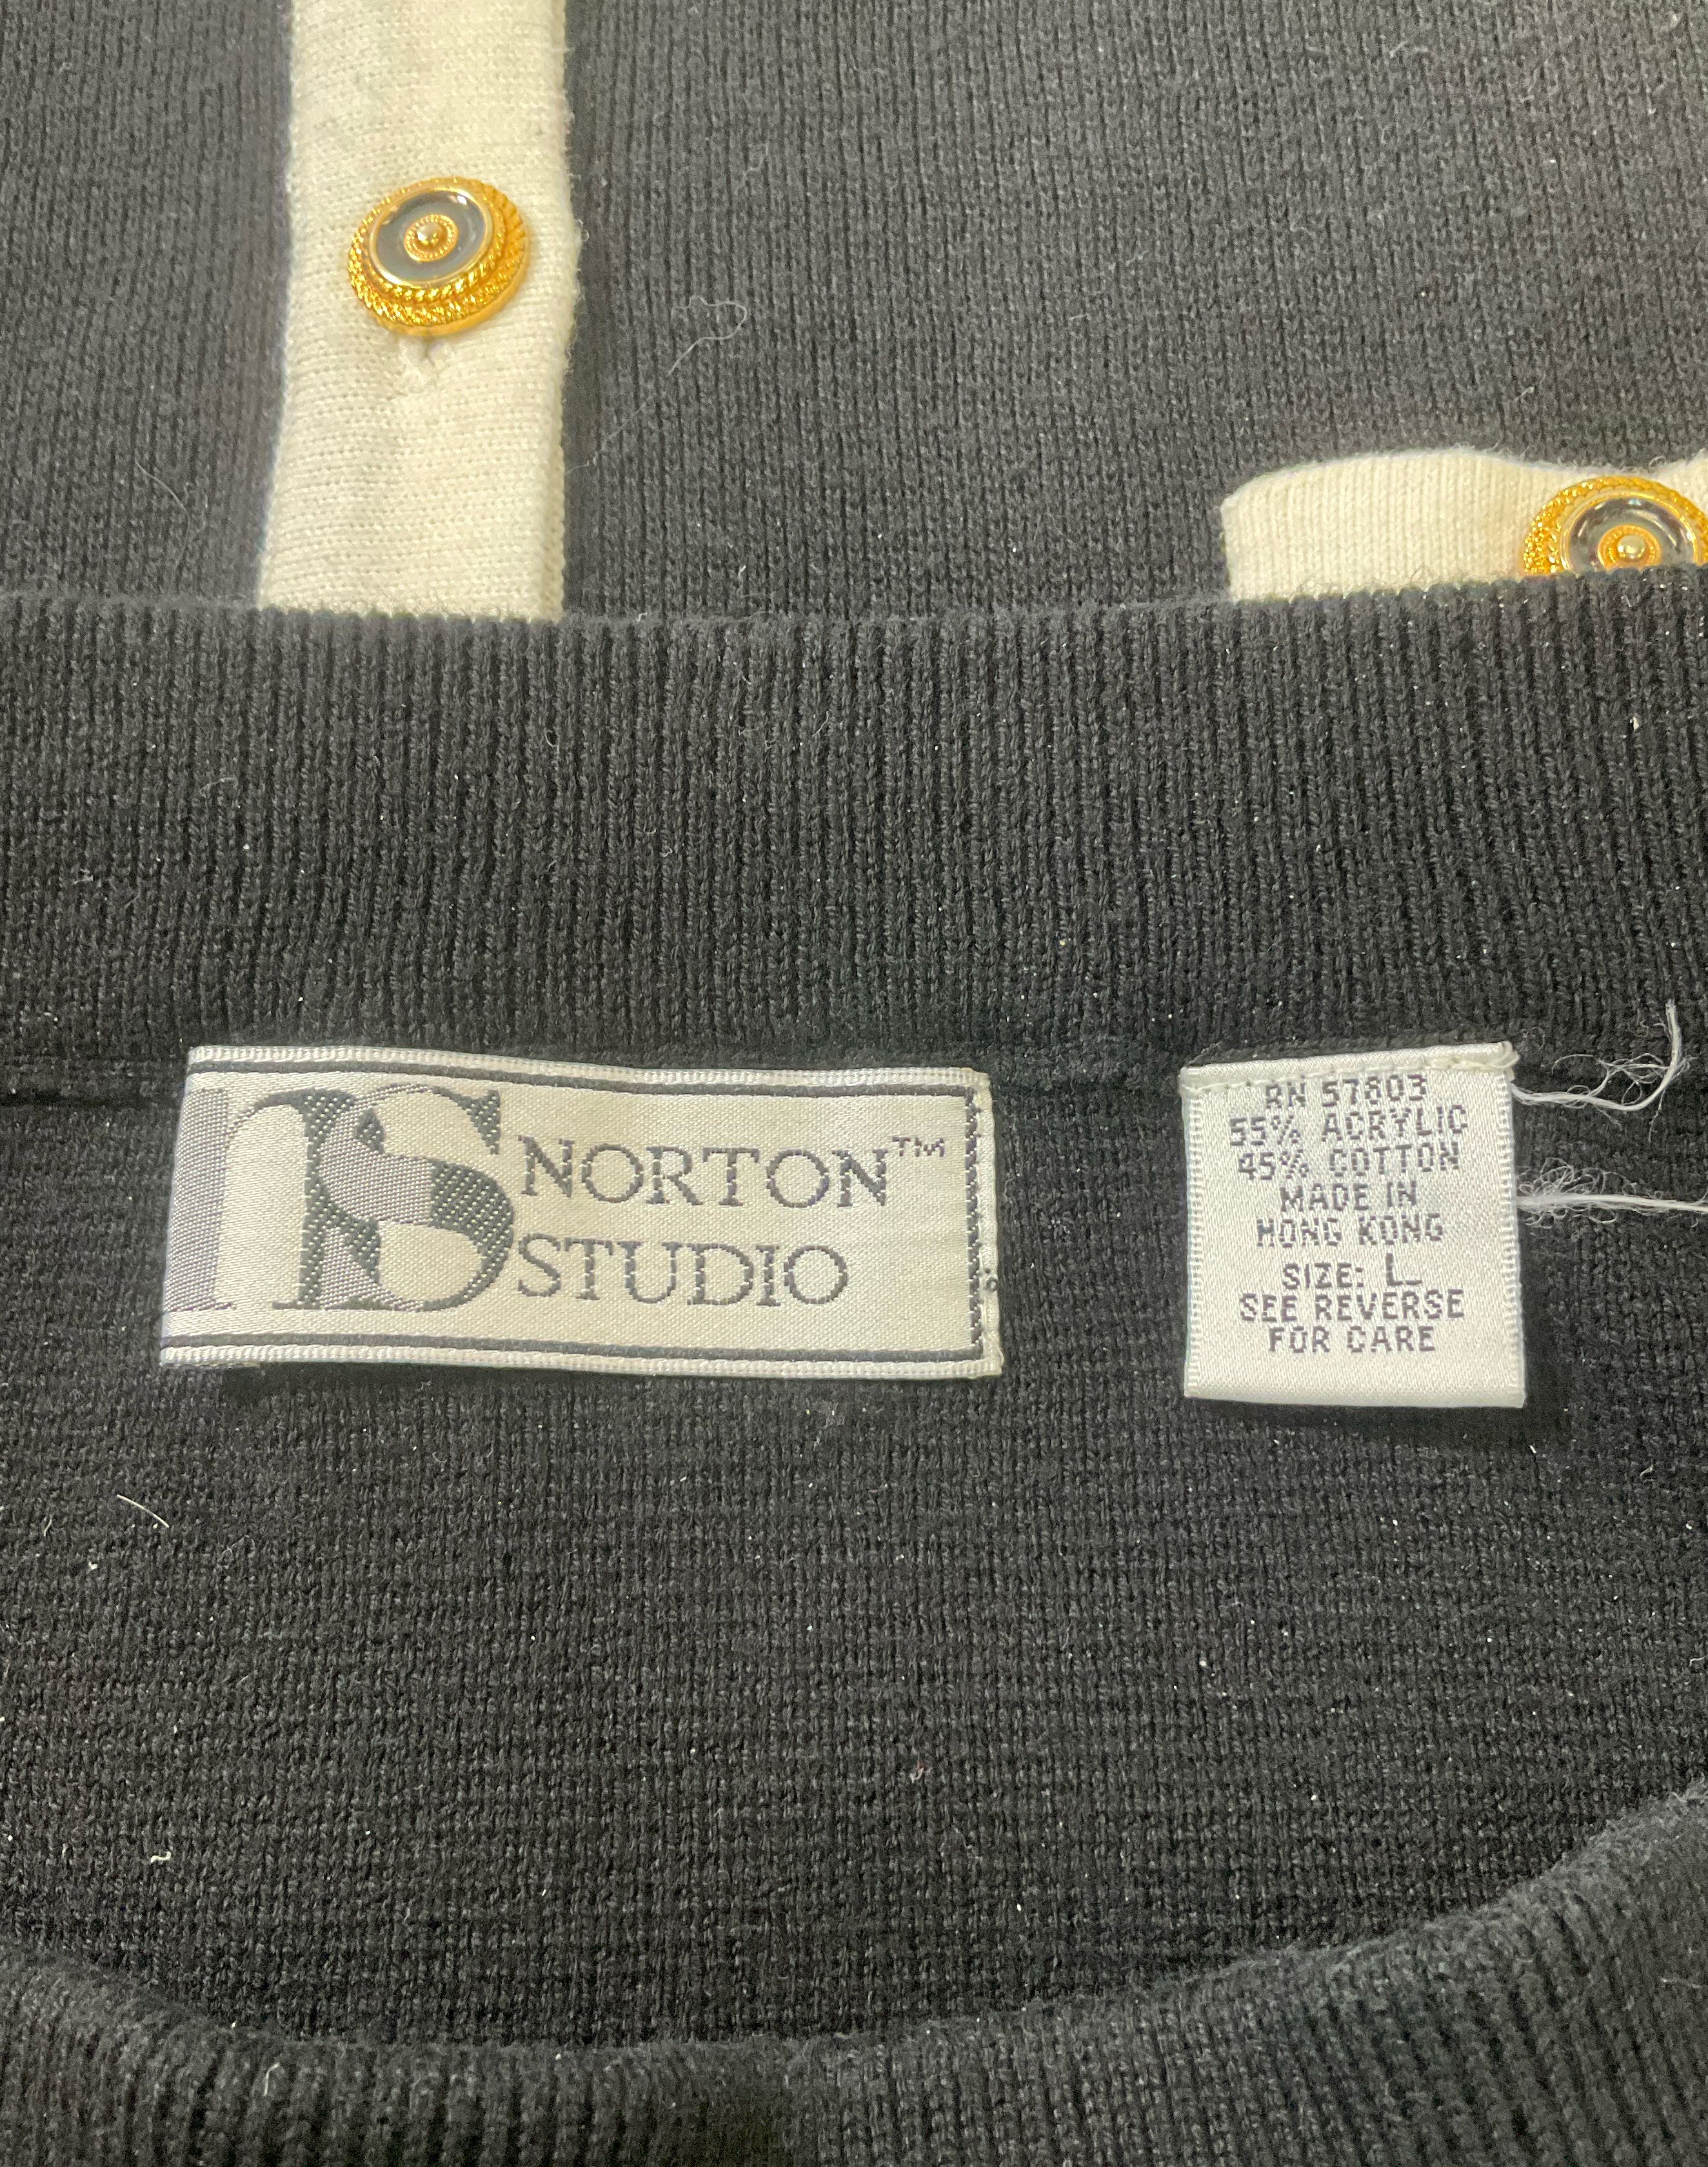 nS NORTON™
STUDIO
RN 57803
55% ACRYLIC
45% COTTON
MADE IN
HONG KONG
SIZE: L
SEE REVERSE
FOR CARE